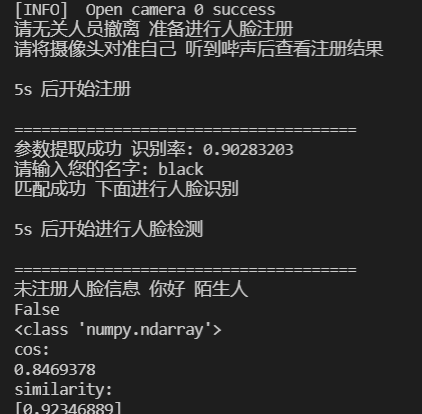 [INFO]  Open camera 0 success
请无关人员撤离 准备进行人脸注册
请将摄像头对准自己 听到哔声后查看注册结果
5s 后开始注册
======================================
参数提取成功 识别率: 0.90283203
请输入您的名字: black
匹配成功 下面进行人脸识别
5s 后开始进行人脸检测
======================================
未注册人脸信息 你好 陌生人
False
<class 'numpy.ndarray'>
cos:
0.8469378
similarity:
[0.92346889]